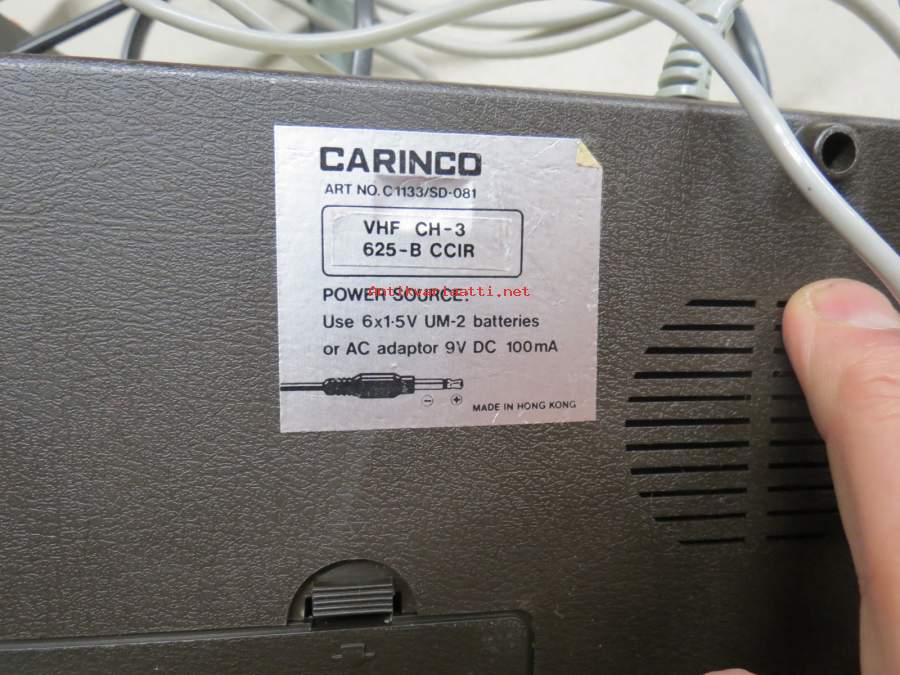 CARINCO
ART NO. C1133/SD-081
VHF CH-3
625-B CCIR
POWER SOURCE:
Antikvariaatti.net
Use 6x1·5V UM-2 batteries
or AC adaptor 9V DC 100mA
− +
MADE IN HONG KONG